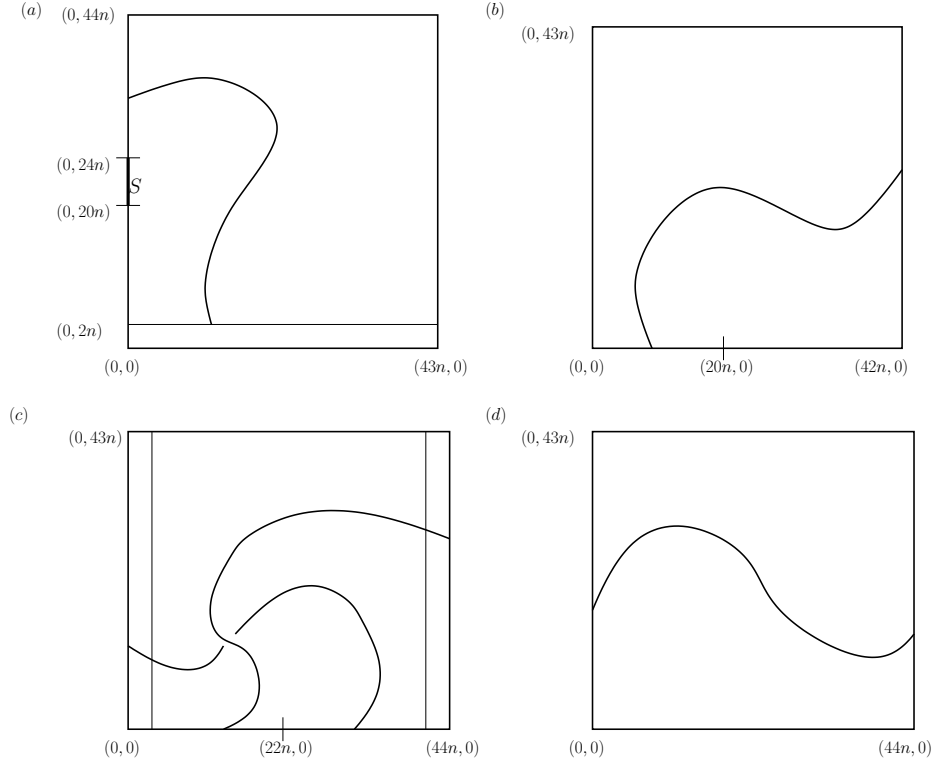 (a)
(0, 44n)
(0, 24n)
S
(0, 20n)
(0, 2n)
(0, 0)
(43n, 0)
(b)
(0, 43n)
(0, 0)
(20n, 0)
(42n, 0)
(c)
(0, 43n)
(0, 0)
(22n, 0)
(44n, 0)
(d)
(0, 43n)
(0, 0)
(44n, 0)